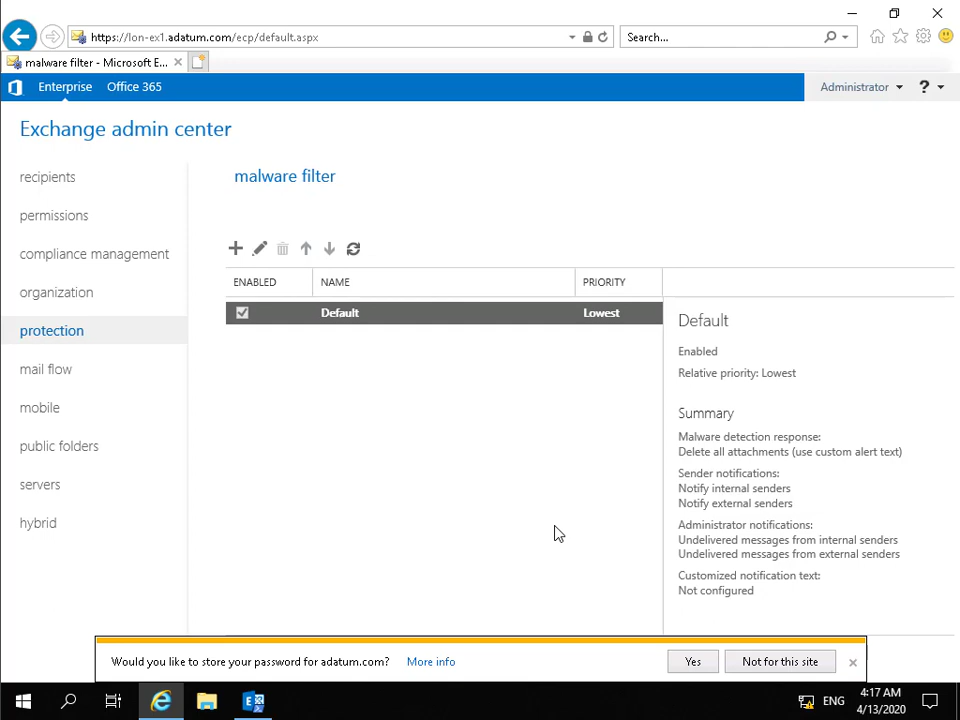 https://lon-ex1.adatum.com/ecp/default.aspx
Search...
malware filter - Microsoft E...
Enterprise
Office 365
Administrator
?
Exchange admin center
recipients
permissions
compliance management
organization
protection
mail flow
mobile
public folders
servers
hybrid
malware filter
ENABLED
NAME
PRIORITY
Default
Lowest
Default
Enabled
Relative priority: Lowest
Summary
Malware detection response:
Delete all attachments (use custom alert text)
Sender notifications:
Notify internal senders
Notify external senders
Administrator notifications:
Undelivered messages from internal senders
Undelivered messages from external senders
Customized notification text:
Not configured
Would you like to store your password for adatum.com?
More info
Yes
Not for this site
ENG
4:17 AM
4/13/2020